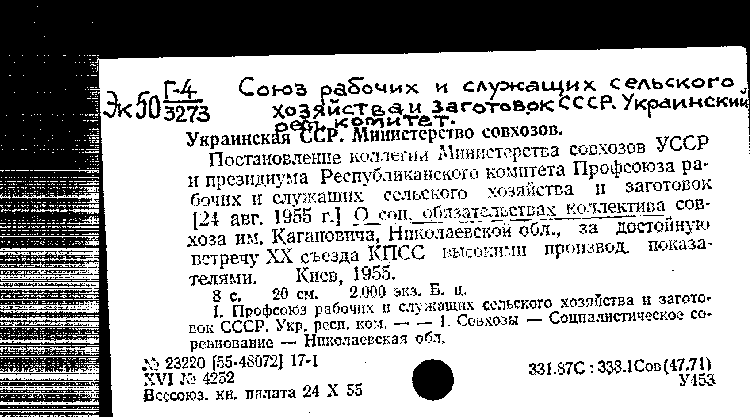 Эк50 Г-4/3273
Союз рабочих и служащих сельского
хозяйства и заготовок СССР. Украинский
респ. комитет.
Украинская ССР. Министерство совхозов.
Постановление коллегии Министерства совхозов УССР
и президиума Республиканского комитета Профсоюза ра-
бочих и служащих сельского хозяйства и заготовок
[24 авг. 1955 г.] О соц. обязательствах коллектива сов-
хоза им. Кагановича, Николаевской обл., за достойную
встречу XX съезда КПСС высокими производ. показа-
телями. Киев, 1955.
8 с. 20 см. 2.000 экз. Б. ц.
I. Профсоюз рабочих и служащих сельского хозяйства и загото-
вок СССР. Укр. респ. ком. — — 1. Совхозы — Социалистическое со-
ревнование — Николаевская обл.
№ 23220 [55-48072] 17-1
XVI № 4252
Всесоюз. кн. палата 24 X 55
331.87С : 338.1Сов(47.71)
У453